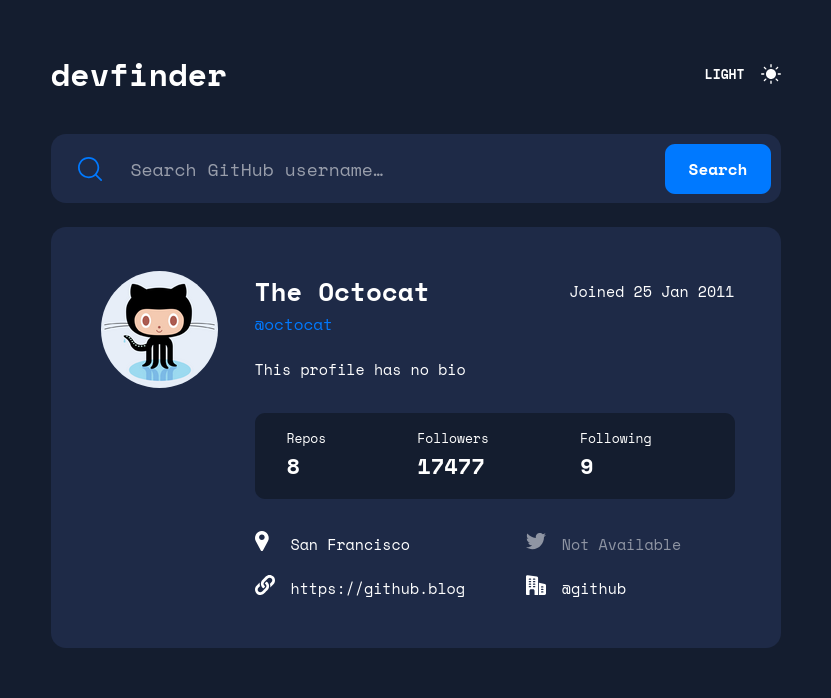 devfinder
LIGHT
Search GitHub username…
Search
The Octocat
Joined 25 Jan 2011
@octocat
This profile has no bio
Repos
Followers
Following
8
17477
9
San Francisco
Not Available
https://github.blog
@github